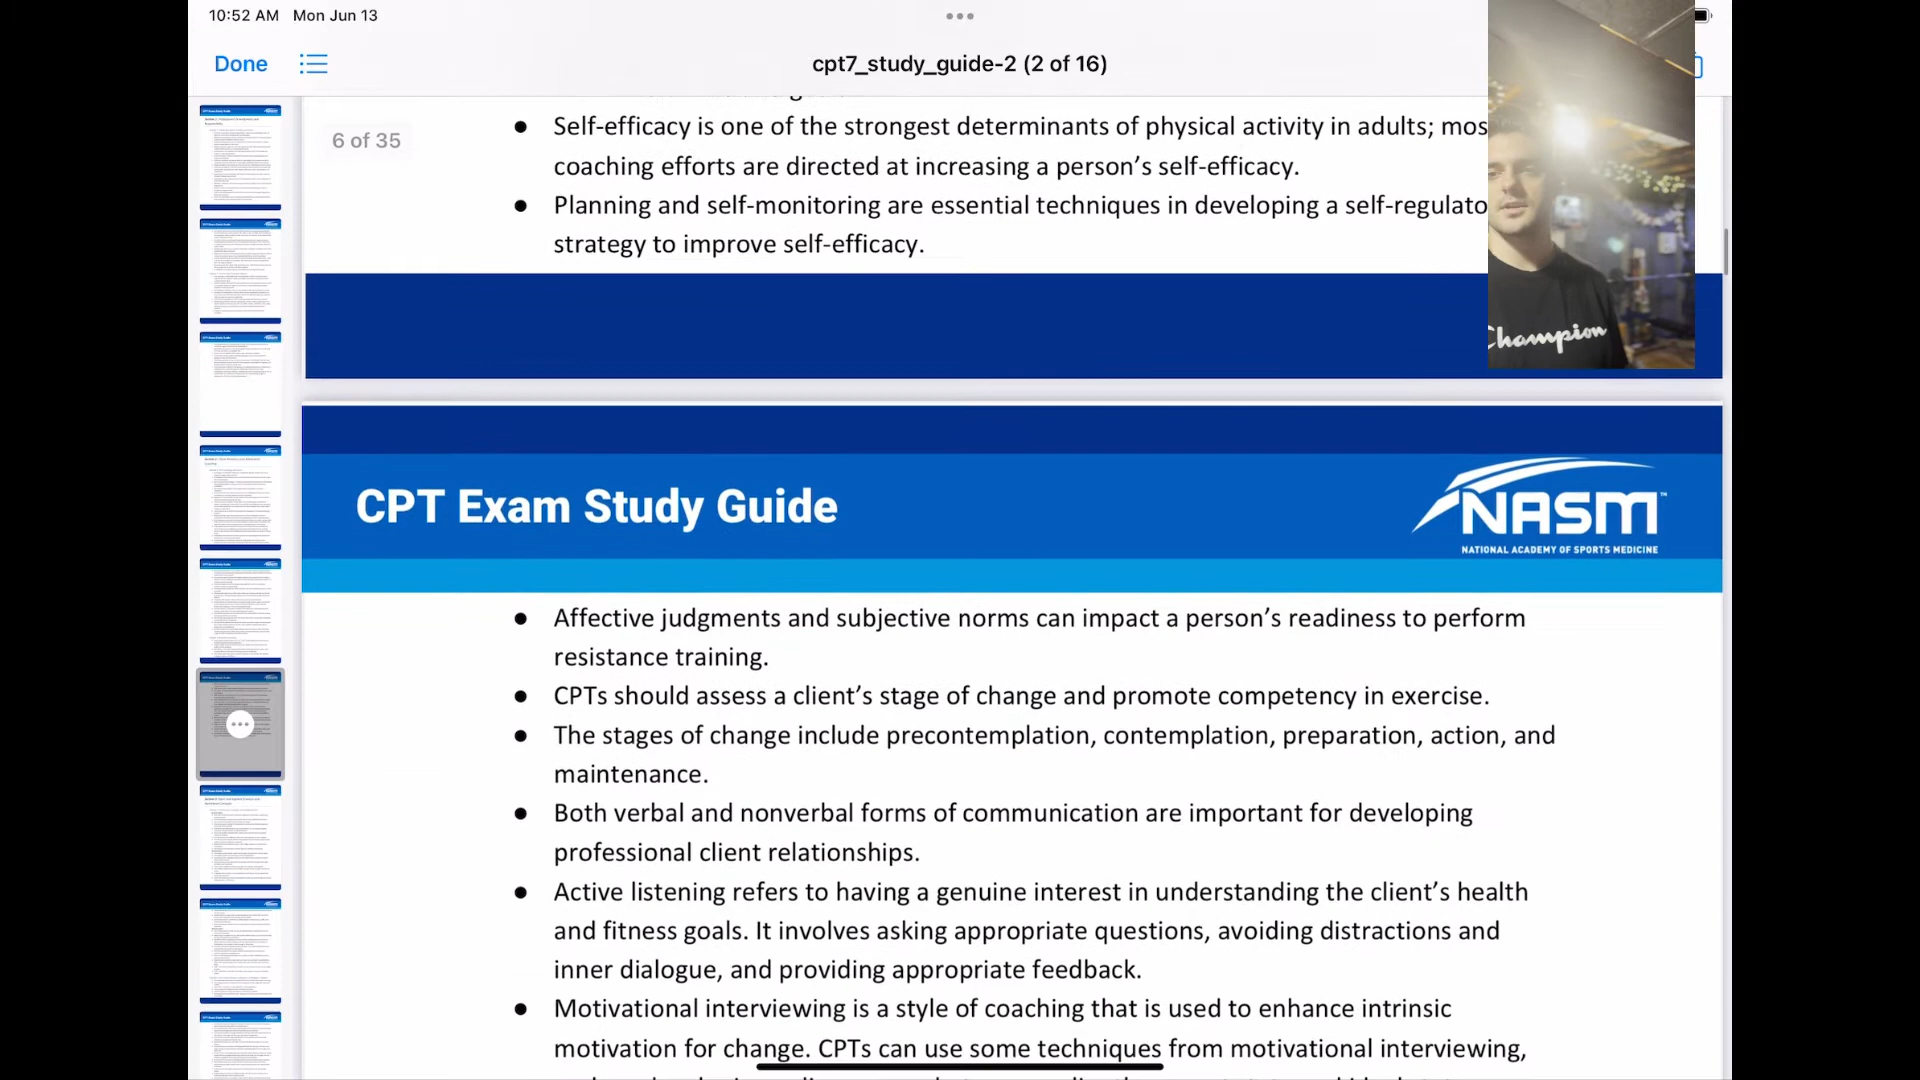 10:52 AM Mon Jun 13
Done
cpt7_study_guide-2 (2 of 16)
6 of 35
● Self-efficacy is one of the strongest determinants of physical activity in adults;
coaching efforts are directed at increasing a person’s self-efficacy.
● Planning and self-monitoring are essential techniques in developing a
strategy to improve self-efficacy.
Champion
CPT Exam Study Guide
NASM™
NATIONAL ACADEMY OF SPORTS MEDICINE
● Affective judgments and subjective norms can impact a person’s readiness to perform
resistance training.
● CPTs should assess a client’s stage of change and promote competency in exercise.
● The stages of change include precontemplation, contemplation, preparation, action, and
maintenance.
● Both verbal and nonverbal forms of communication are important for developing
professional client relationships.
● Active listening refers to having a genuine interest in understanding the client’s health
and fitness goals. It involves asking appropriate questions, avoiding distractions and
inner dialogue, and providing appropriate feedback.
● Motivational interviewing is a style of coaching that is used to enhance intrinsic
motivation for change. CPTs can use some techniques from motivational interviewing,